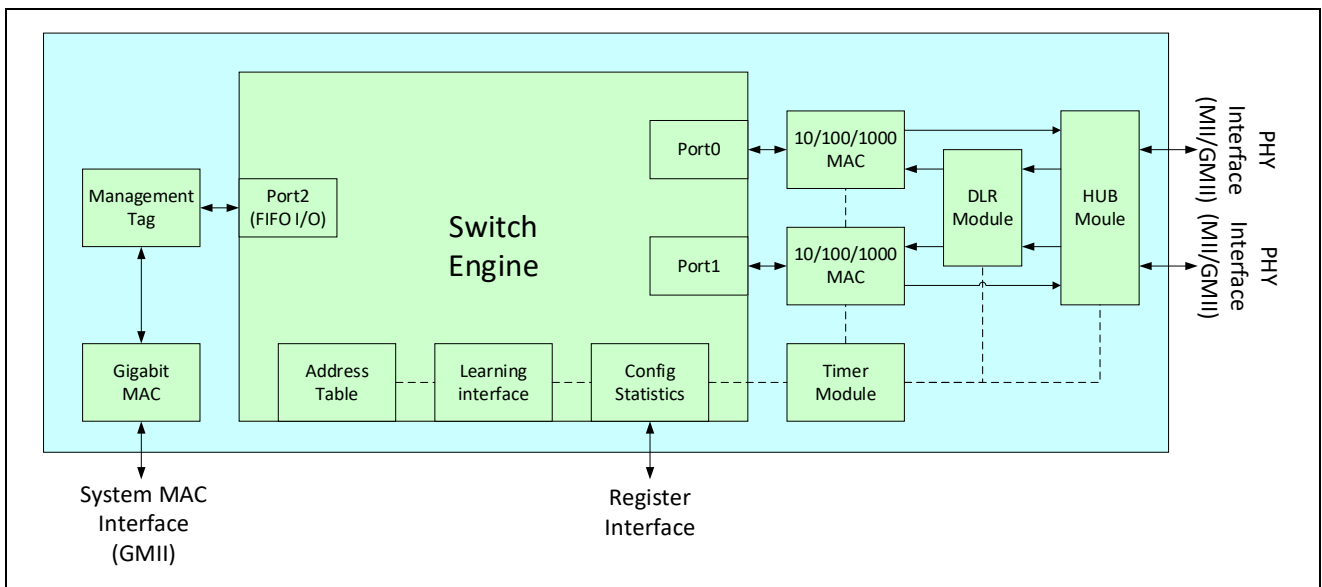 Port0
10/100/1000
MAC
DLR
Module
HUB
Moule
PHY
Interface
(MII/GMII)
Management
Tag
Port2
(FIFO I/O)
Switch
Engine
Port1
10/100/1000
MAC
PHY
Interface
(MII/GMII)
Gigabit
MAC
Address
Table
Learning
interface
Config
Statistics
Timer
Module
System MAC
Interface
(GMII)
Register
Interface